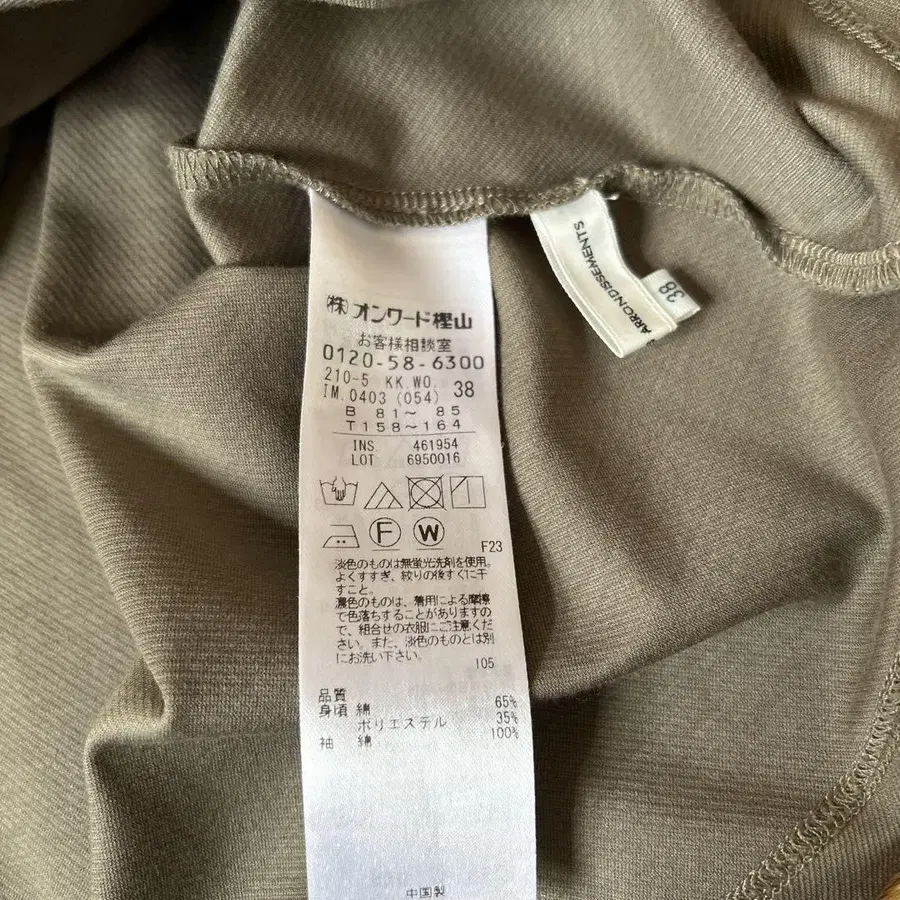 (株)オンワード樫山
お客様相談室
0120-58-6300
210-5 KK.WO. 38
IM.0403 (054)
B 81～ 85
T 158～164
INS. 461954
LOT 6950016
F W
F23
淡色のものは無蛍光洗剤を使用。
よくすすぎ、絞りの後すぐに干
すこと。
濃色のものは、着用による摩擦
で色落ちすることがありますの
で、組合せの衣服にご注意くだ
さい。また、淡色のものとは別
にお洗い下さい。
105
品質
身頃 綿 65%
ポリエステル 35%
袖 綿 100%
中国製
ARRONDISSEMENTS
38